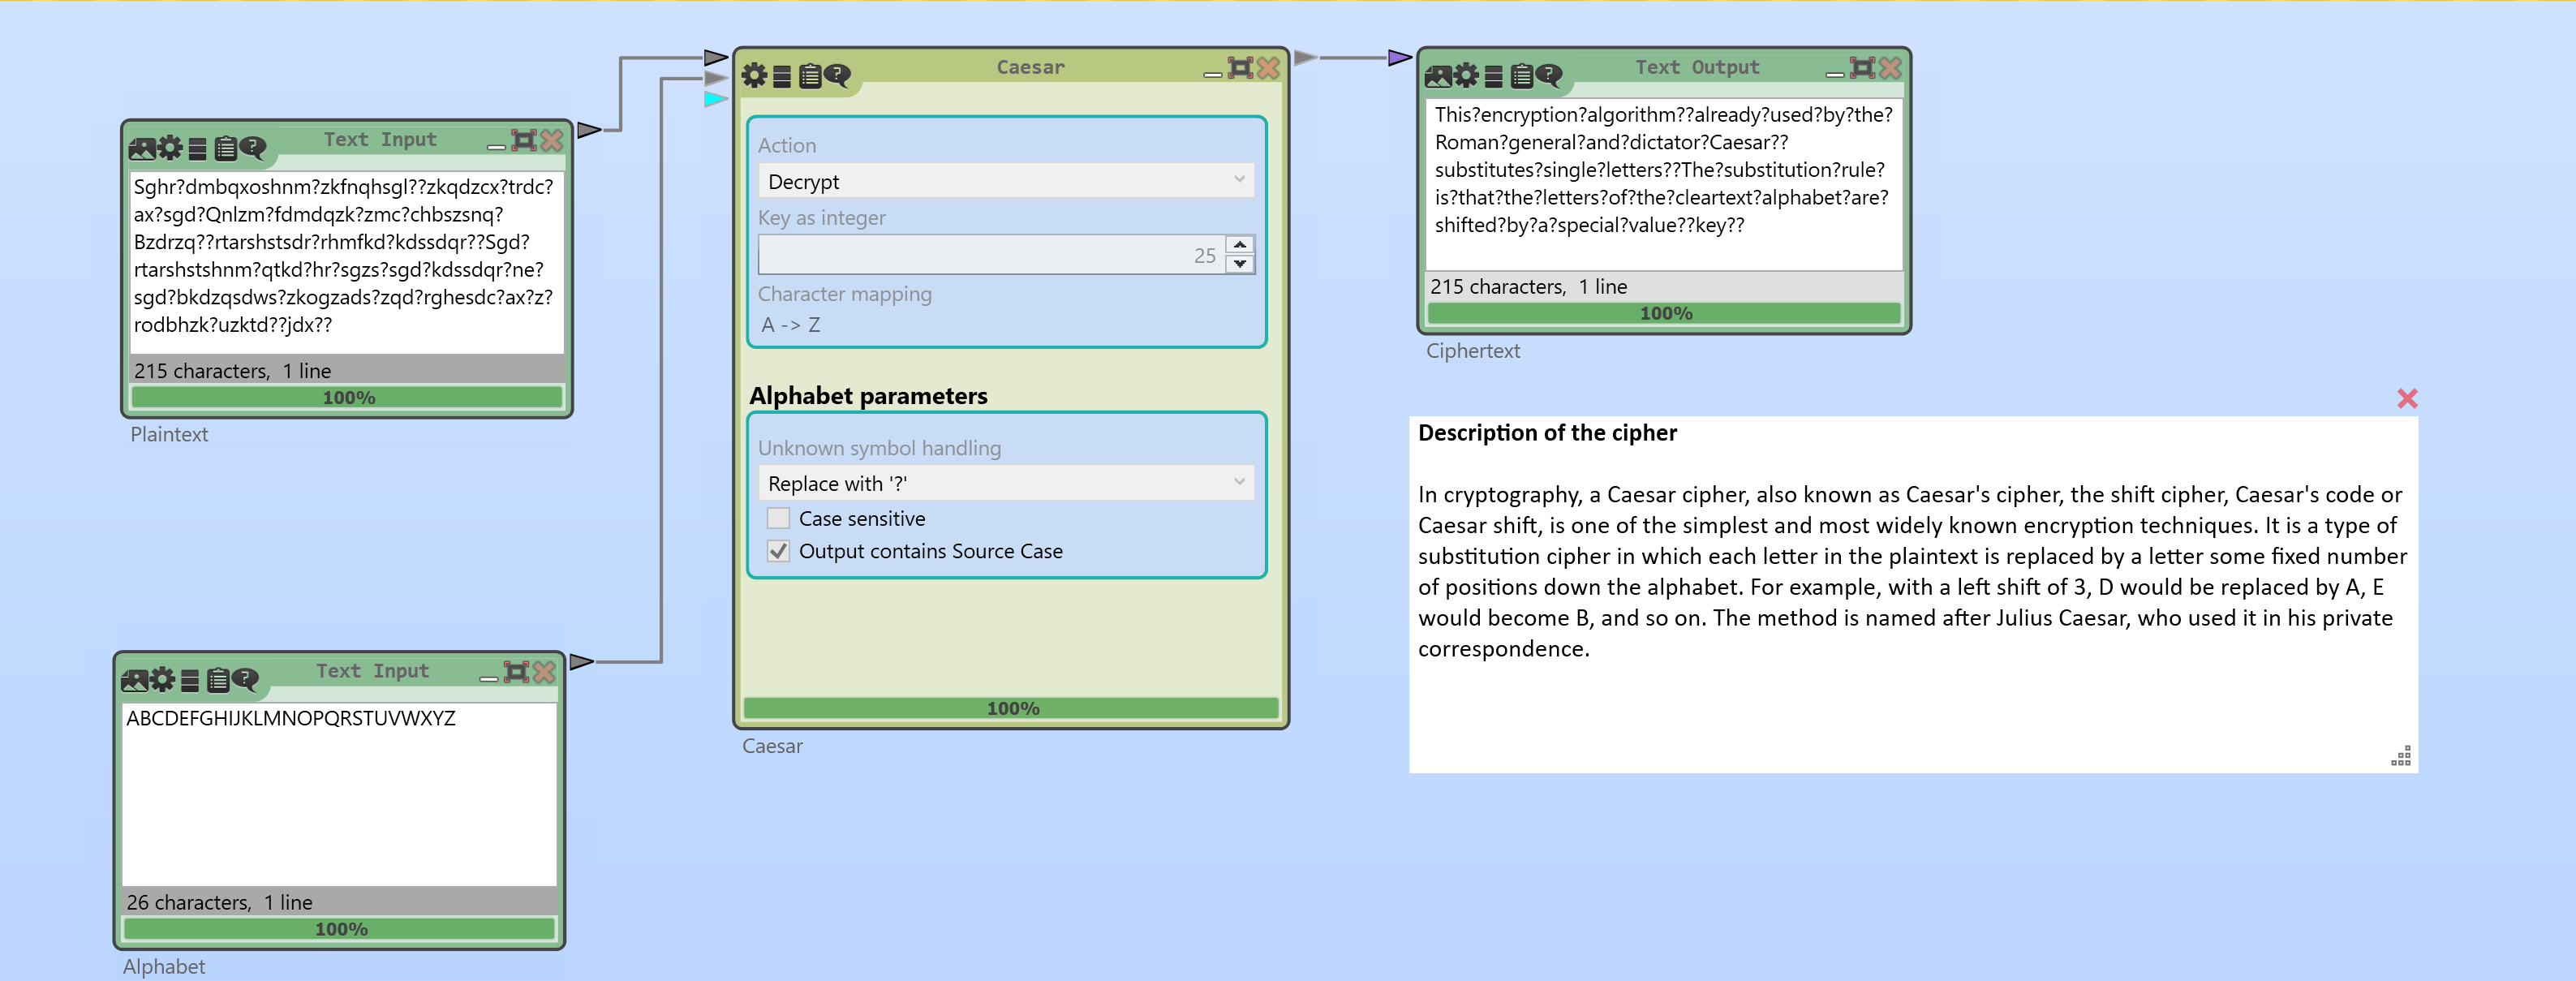 Text Input
Sghr?dmbqxoshnm?zkfnqhsgl??zkqdzcx?trdc?
ax?sgd?Qnlzm?fdmdqzk?zmc?chbszsnq?
Bzdrzq??rtarshstsdr?rhmfkd?kdssdqr??Sgd?
rtarshstshnm?qtkd?hr?sgzs?sgd?kdssdqr?ne?
sgd?bkdzqsdws?zkogzads?zqd?rghesdc?ax?z?
rodbhzk?uzktd??jdx??
215 characters,  1 line
100%
Plaintext
Text Input
ABCDEFGHIJKLMNOPQRSTUVWXYZ
26 characters,  1 line
100%
Alphabet
Caesar
Action
Decrypt
Key as integer
25
Character mapping
A -> Z
Alphabet parameters
Unknown symbol handling
Replace with '?'
Case sensitive
Output contains Source Case
100%
Caesar
Text Output
This?encryption?algorithm??already?used?by?the?
Roman?general?and?dictator?Caesar??
substitutes?single?letters??The?substitution?rule?
is?that?the?letters?of?the?cleartext?alphabet?are?
shifted?by?a?special?value??key??
215 characters,  1 line
100%
Ciphertext
Description of the cipher
In cryptography, a Caesar cipher, also known as Caesar's cipher, the shift cipher, Caesar's code or
Caesar shift, is one of the simplest and most widely known encryption techniques. It is a type of
substitution cipher in which each letter in the plaintext is replaced by a letter some fixed number
of positions down the alphabet. For example, with a left shift of 3, D would be replaced by A, E
would become B, and so on. The method is named after Julius Caesar, who used it in his private
correspondence.